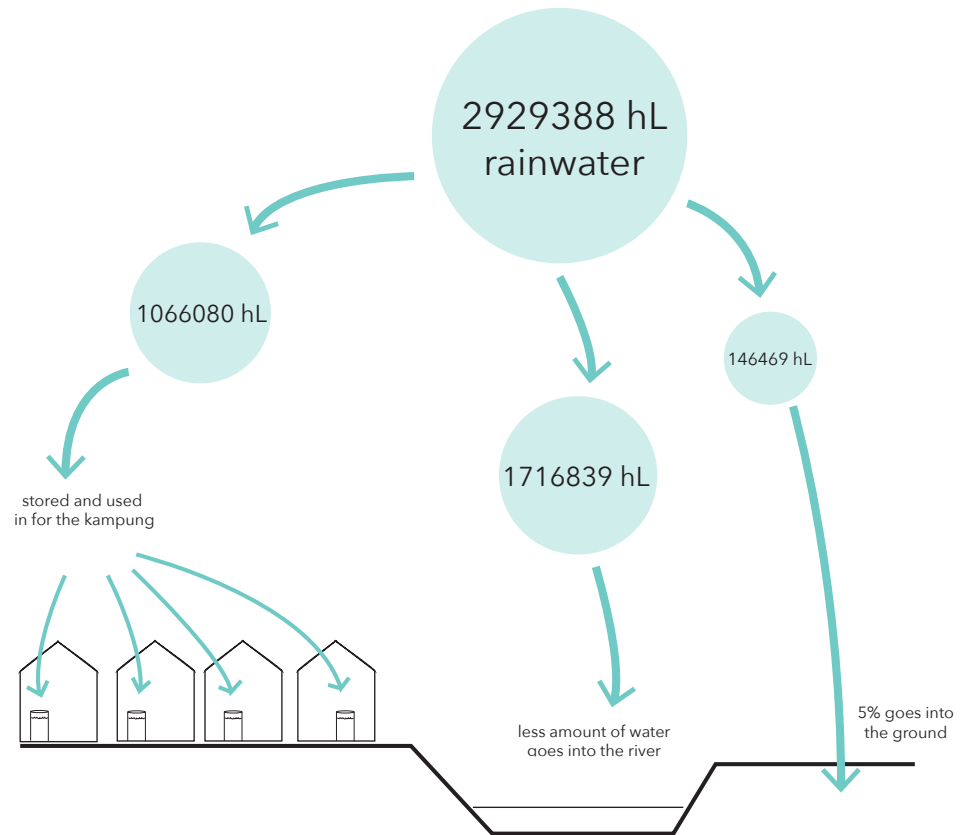 2929388 hL
rainwater
1066080 hL
146469 hL
1716839 hL
stored and used
in for the kampung
less amount of water
goes into the river
5% goes into
the ground